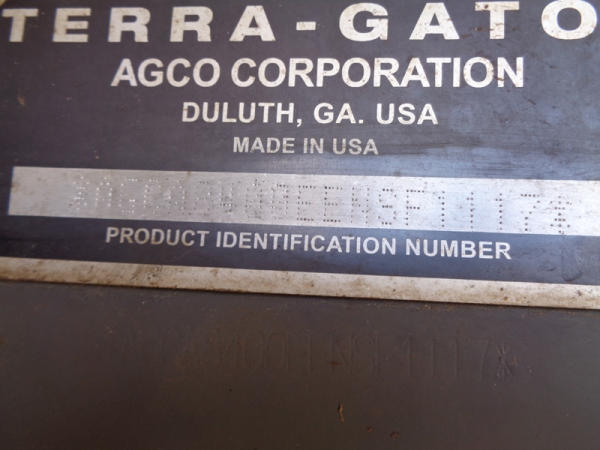 TERRA-GATO
AGCO CORPORATION
DULUTH, GA. USA
MADE IN USA
PRODUCT IDENTIFICATION NUMBER